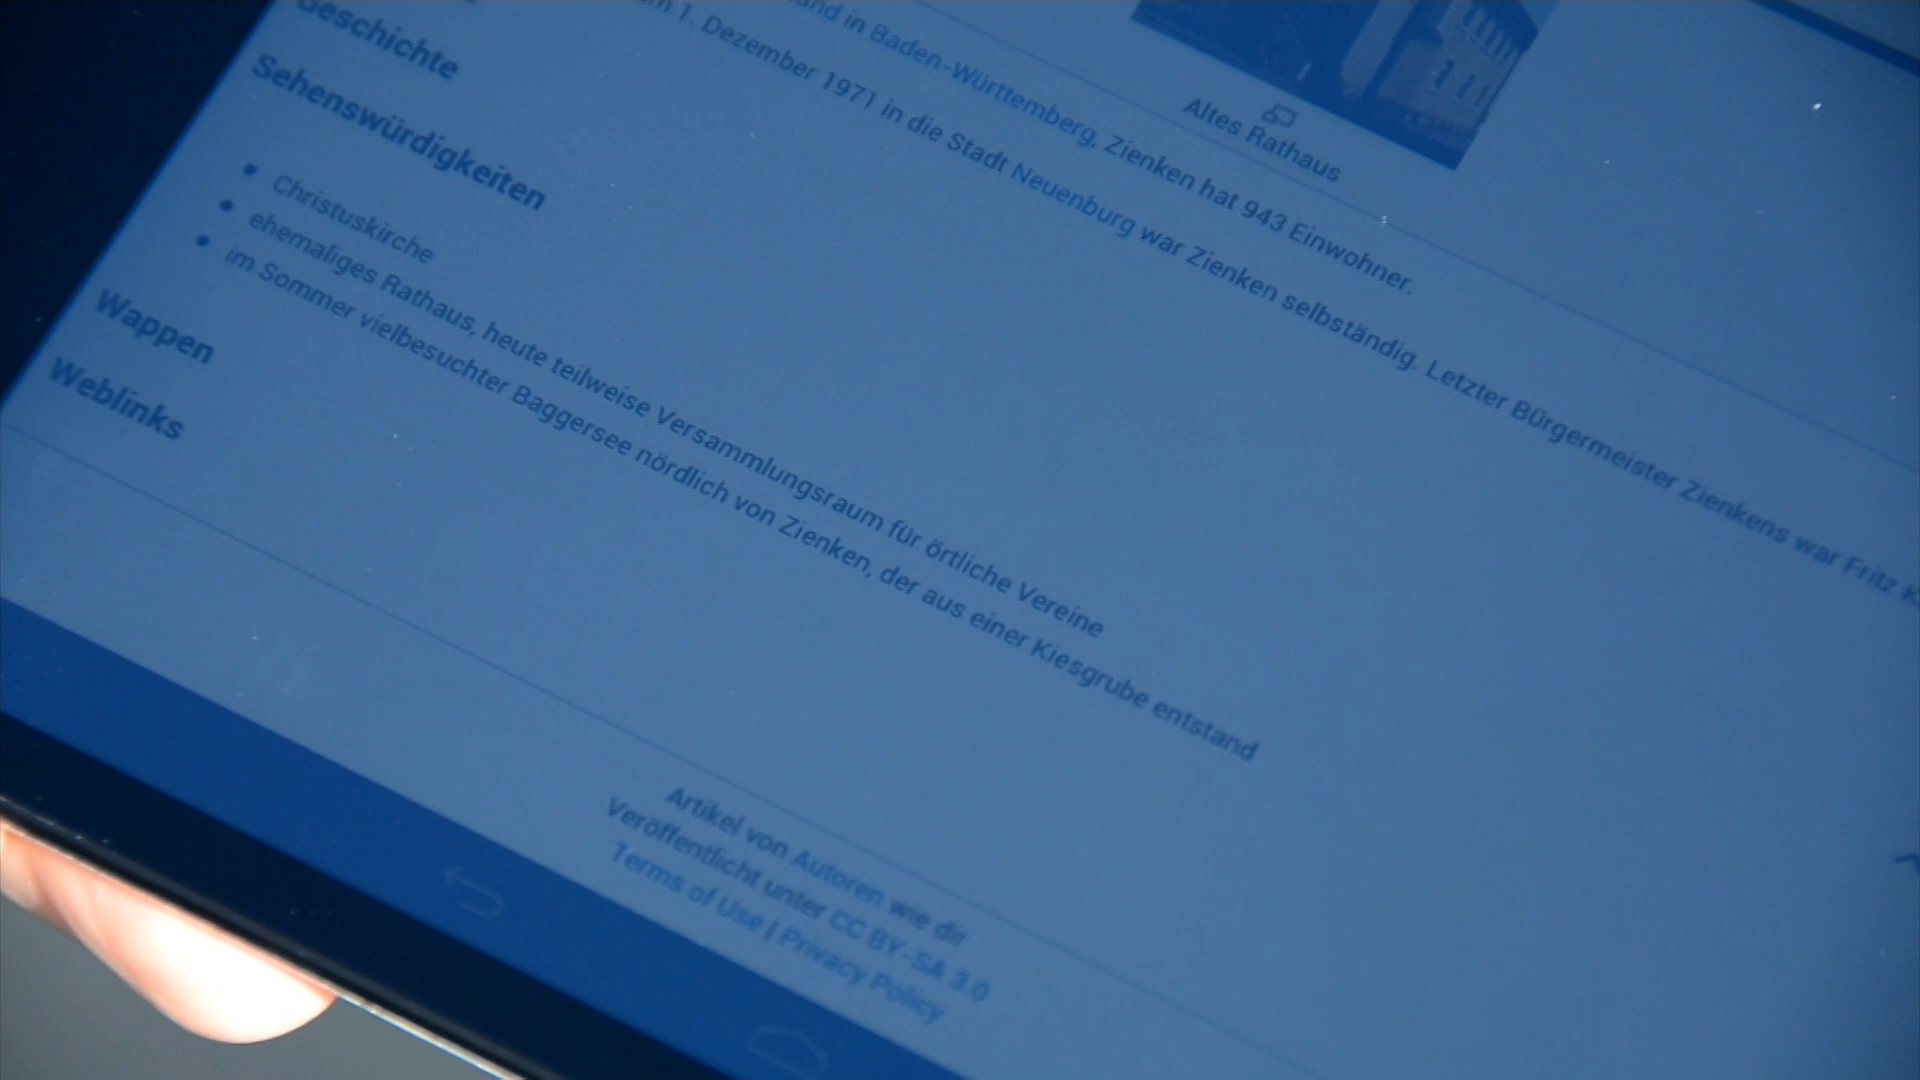 and in Baden-Württemberg, Zienken hat 943 Einwohner.
Altes Rathaus
Geschichte
1. Dezember 1971 in die Stadt Neuenburg war Zienken selbständig. Letzter Bürgermeister Zienkens war Fritz
Sehenswürdigkeiten
• Christuskirche
• ehemaliges Rathaus, heute teilweise Versammlungsraum für örtliche Vereine
• im Sommer vielbesuchter Baggersee nördlich von Zienken, der aus einer Kiesgrube entstand
Wappen
Weblinks
Artikel von Autoren wie dir
Veröffentlicht unter CC BY-SA 3.0
Terms of Use | Privacy Policy